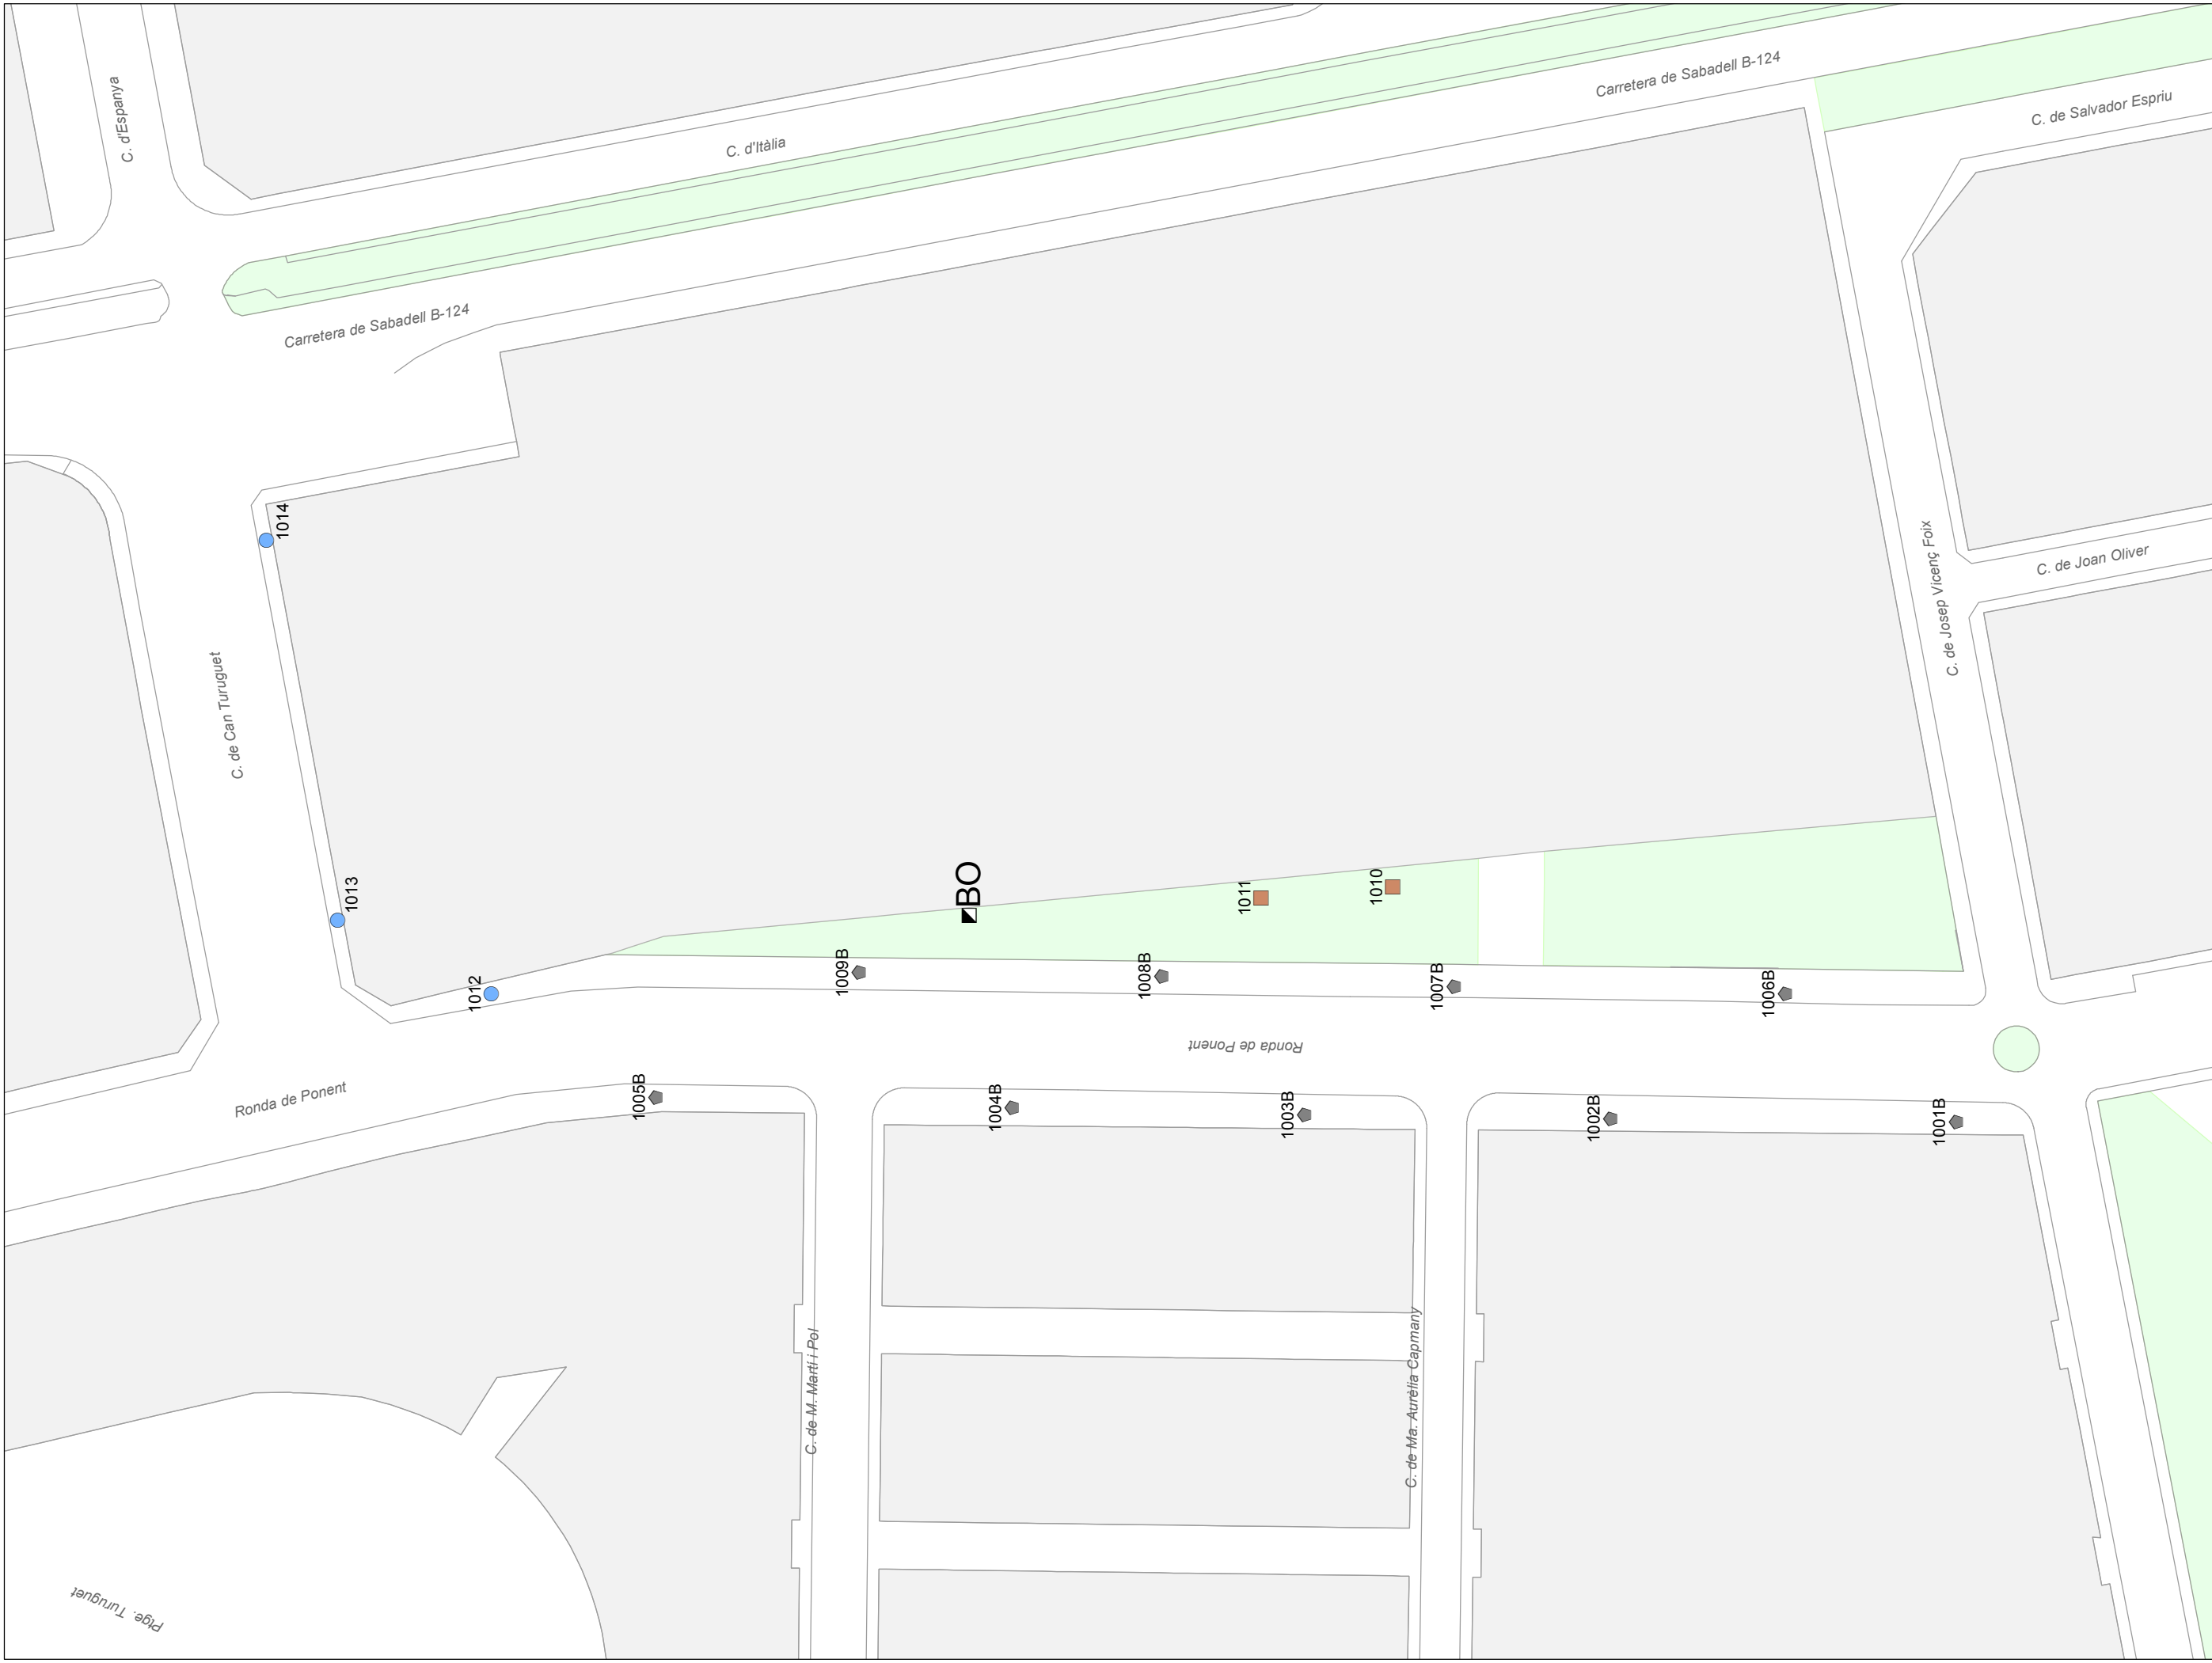 C. d'Espanya
C. d'Itàlia
Carretera de Sabadell B-124
C. de Salvador Espriu
Carretera de Sabadell B-124
1014
C. de Josep Vicenç Foix
C. de Joan Oliver
C. de Can Turuguet
1013
BO
1011
1010
1012
1009B
1008B
1007B
1006B
Ronda de Ponent
Ronda de Ponent
1005B
1004B
1003B
1002B
1001B
C. de M. Martí i Pol
C. de Ma. Aurèlia Capmany
Ptge. Turuguet